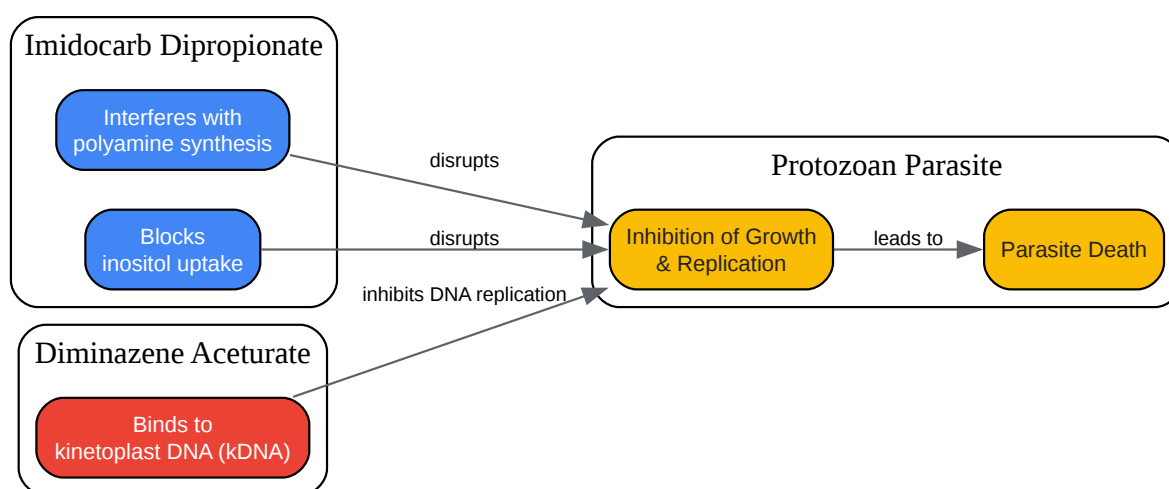 Imidocarb Dipropionate
Interferes with
polyamine synthesis
Blocks
inositol uptake
Diminazene Aceturate
Binds to
kinetoplast DNA (kDNA)
disrupts
disrupts
inhibits DNA replication
Protozoan Parasite
Inhibition of Growth
& Replication
leads to
Parasite Death